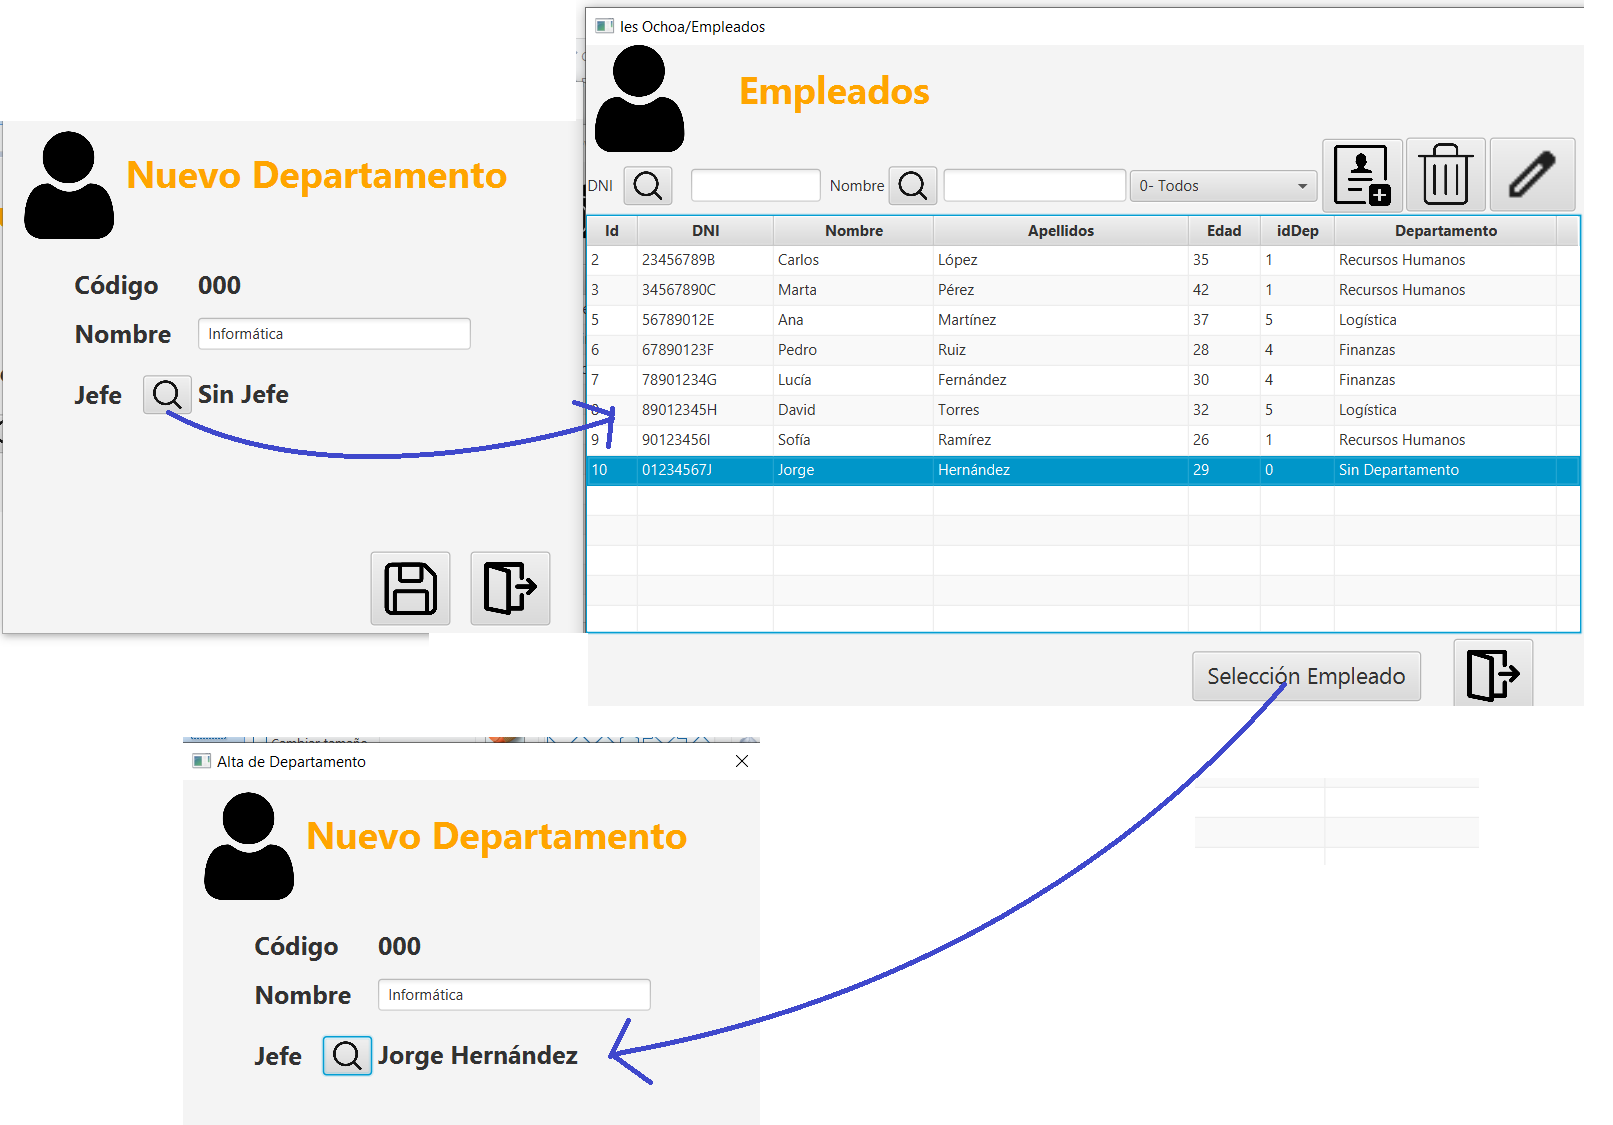 Ies Ochoa/Empleados
Empleados
DNI
Nombre
0- Todos
Id DNI Nombre Apellidos Edad idDep Departamento
2 23456789B Carlos López 35 1 Recursos Humanos
3 34567890C Marta Pérez 42 1 Recursos Humanos
5 56789012E Ana Martínez 37 5 Logística
6 67890123F Pedro Ruiz 28 4 Finanzas
7 78901234G Lucía Fernández 30 4 Finanzas
8 89012345H David Torres 32 5 Logística
9 90123456I Sofía Ramírez 26 1 Recursos Humanos
10 01234567J Jorge Hernández 29 0 Sin Departamento
Selección Empleado
Nuevo Departamento
Código 000
Nombre Informática
Jefe Sin Jefe
Cambiar tamaño
Alta de Departamento
Nuevo Departamento
Código 000
Nombre Informática
Jefe Jorge Hernández